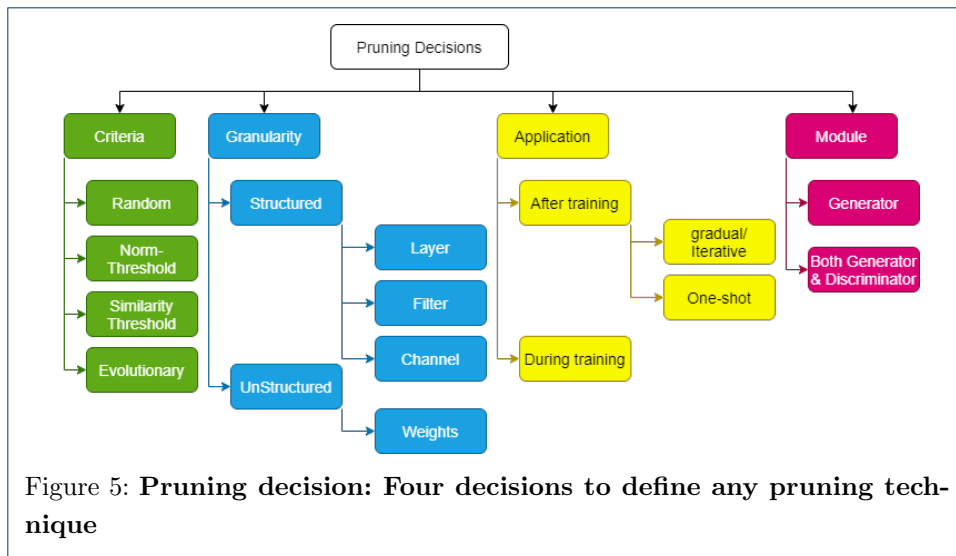 Pruning Decisions
Criteria
Granularity
Application
Module
Random
Structured
After training
Generator
Norm-
Threshold
Layer
gradual/
Iterative
Both Generator
& Discriminator
Similarity
Threshold
Filter
One-shot
Evolutionary
UnStructured
Channel
During training
Weights
Figure 5: Pruning decision: Four decisions to define any pruning tech-
nique